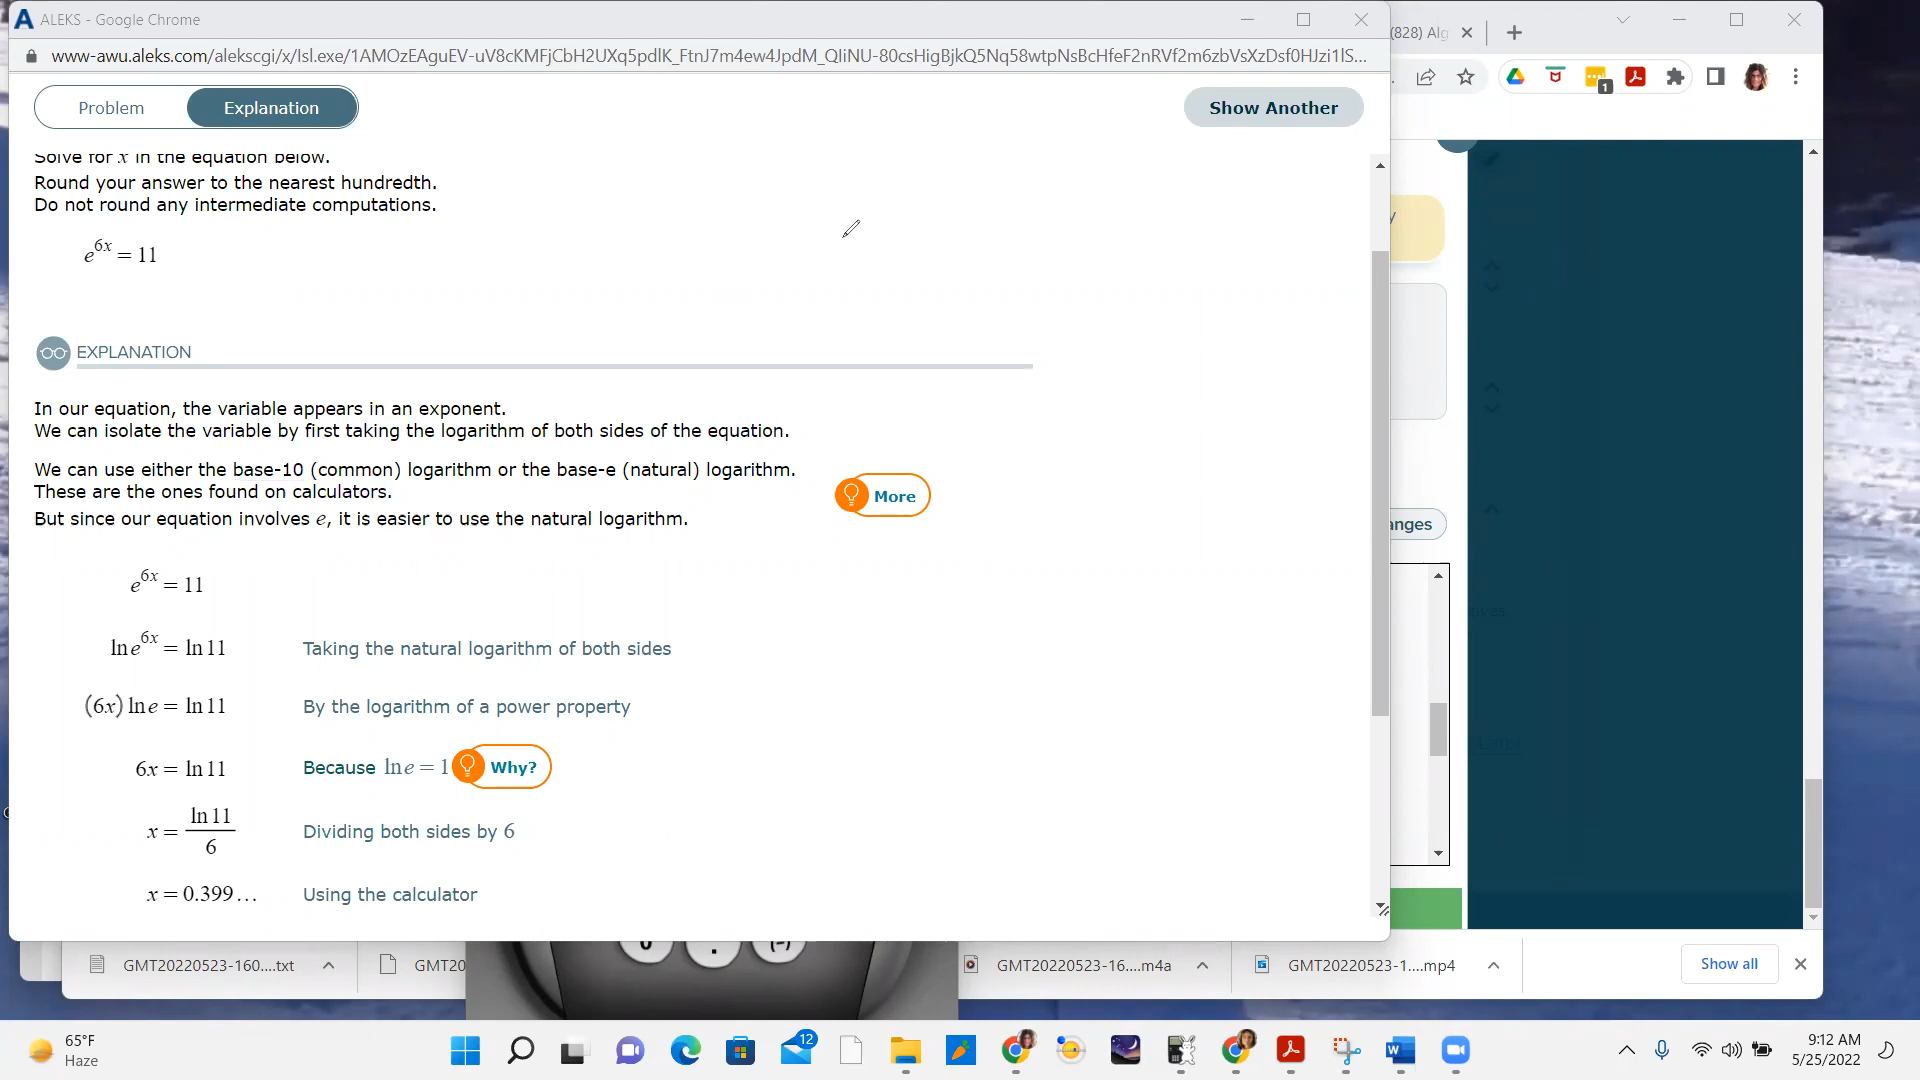 ALEKS - Google Chrome
www-awu.aleks.com/alekscgi/x/Isl.exe/1AMOzEAguEV-uV8cKMFjCbH2UXq5pdlK_FtnJ7m4ew4JpdM_QIiNU-80csHigBjkQ5Nq58wtpNsBcHfeF2nRVf2m6zbVsXzDsf0HJzi1lS...
(828) Alg
Problem
Explanation
Show Another
1
Solve for x in the equation below.
Round your answer to the nearest hundredth.
Do not round any intermediate computations.
e^{6x} = 11
EXPLANATION
In our equation, the variable appears in an exponent.
We can isolate the variable by first taking the logarithm of both sides of the equation.
We can use either the base-10 (common) logarithm or the base-e (natural) logarithm.
These are the ones found on calculators.
But since our equation involves e, it is easier to use the natural logarithm.
More
anges
e^{6x} = 11
ln e^{6x} = ln 11 Taking the natural logarithm of both sides
(6x) ln e = ln 11 By the logarithm of a power property
6x = ln 11 Because ln e = 1 Why?
x = ln 11 / 6 Dividing both sides by 6
x = 0.399... Using the calculator
0 . (-)
GMT20220523-160....txt
GMT20
GMT20220523-16....m4a
GMT20220523-1....mp4
Show all
65°F
Haze
12
9:12 AM
5/25/2022